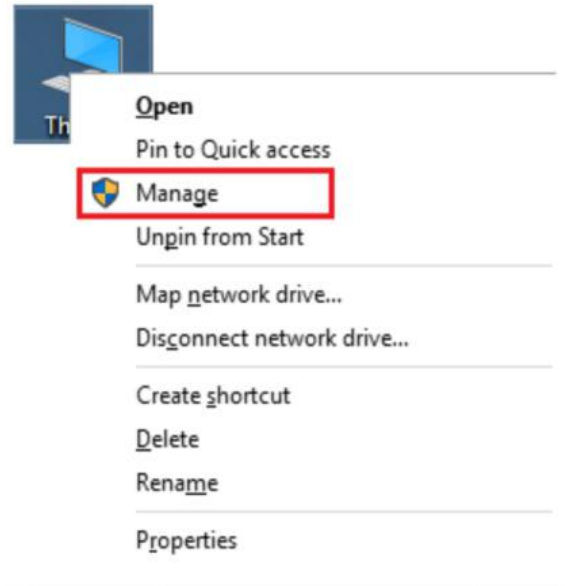 Th
Open
Pin to Quick access
Manage
Unpin from Start
Map network drive...
Disconnect network drive...
Create shortcut
Delete
Rename
Properties